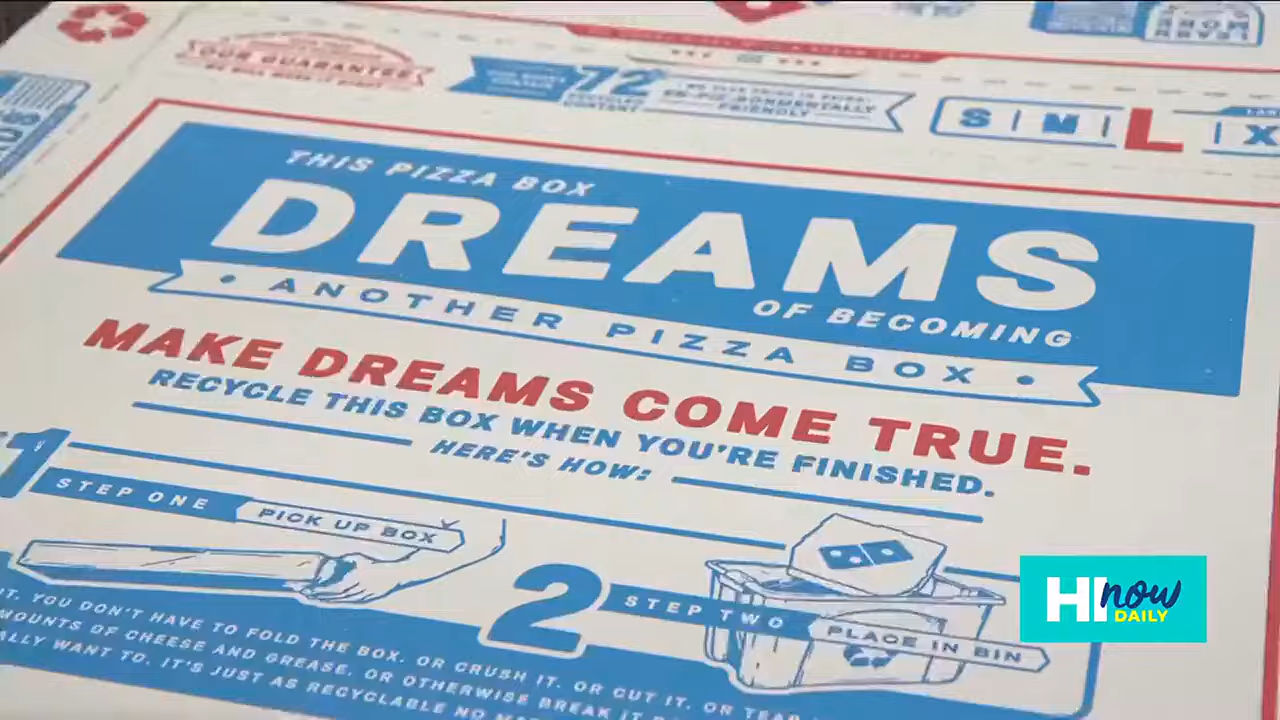 OUR GUARANTEE
72
FRIENDLY
S | M | L | X
THIS PIZZA BOX
DREAMS
OF BECOMING
• ANOTHER PIZZA BOX •
MAKE DREAMS COME TRUE.
RECYCLE THIS BOX WHEN YOU'RE FINISHED.
HERE'S HOW:
1 STEP ONE PICK UP BOX
2 STEP TWO PLACE IN BIN
IT. YOU DON'T HAVE TO FOLD THE BOX. OR CRUSH IT. OR CUT IT. OR TEAR
MOUNTS OF CHEESE AND GREASE. OR OTHERWISE BREAK IT
ALLY WANT TO. IT'S JUST AS RECYCLABLE NO
HI now
DAILY